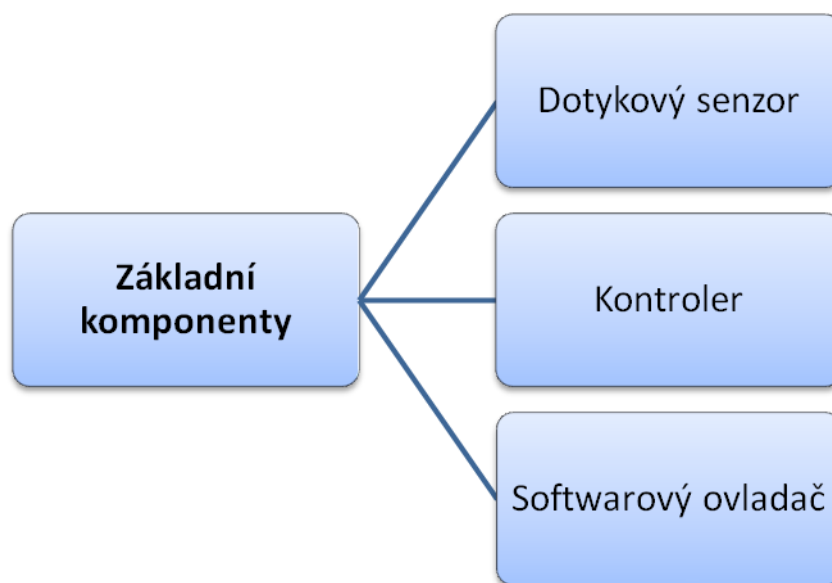 Dotykový senzor
Základní
komponenty
Kontroler
Softwarový ovladač